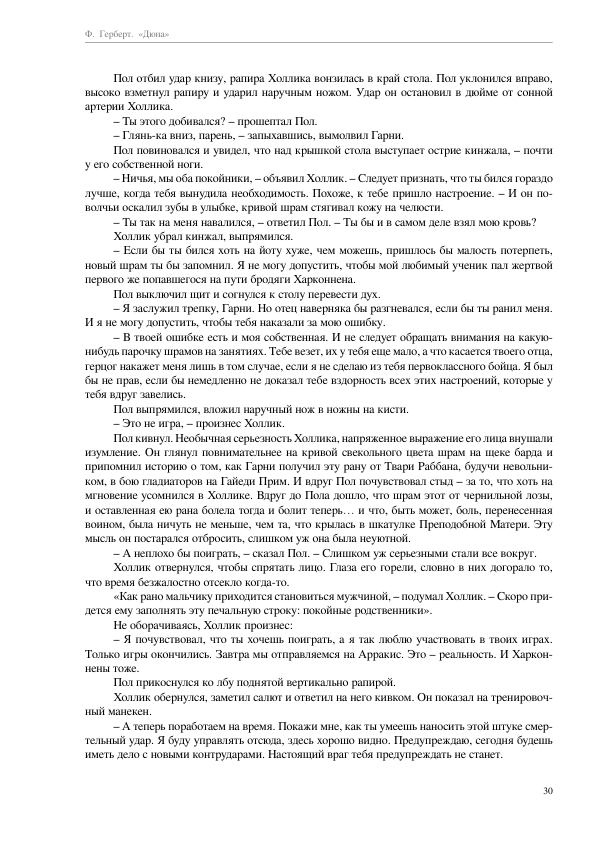 Ф. Герберт. «Дюна»
Пол отбил удар книзу, рапира Холлика вонзилась в край стола. Пол уклонился вправо,
высоко взметнул рапиру и ударил наручным ножом. Удар он остановил в дюйме от сонной
артерии Холлика.
– Ты этого добивался? – прошептал Пол.
– Глянь-ка вниз, парень, – запыхавшись, вымолвил Гарни.
Пол повиновался и увидел, что над крышкой стола выступает острие кинжала, – почти
у его собственной ноги.
– Ничья, мы оба покойники, – объявил Холлик. – Следует признать, что ты бился гораздо
лучше, когда тебя вынудила необходимость. Похоже, к тебе пришло настроение. – И он по-
волчьи оскалил зубы в улыбке, кривой шрам стягивал кожу на челюсти.
– Ты так на меня навалился, – ответил Пол. – Ты бы и в самом деле взял мою кровь?
Холлик убрал кинжал, выпрямился.
– Если бы ты бился хоть на йоту хуже, чем можешь, пришлось бы малость потерпеть,
новый шрам ты бы запомнил. Я не могу допустить, чтобы мой любимый ученик пал жертвой
первого же попавшегося на пути бродяги Харконнена.
Пол выключил щит и согнулся к столу перевести дух.
– Я заслужил трепку, Гарни. Но отец наверняка бы разгневался, если бы ты ранил меня.
И я не могу допустить, чтобы тебя наказали за мою ошибку.
– В твоей ошибке есть и моя собственная. И не следует обращать внимания на какую-
нибудь парочку шрамов на занятиях. Тебе везет, их у тебя еще мало, а что касается твоего отца,
герцог накажет меня лишь в том случае, если я не сделаю из тебя первоклассного бойца. Я был
бы не прав, если бы немедленно не доказал тебе вздорность всех этих настроений, которые у
тебя вдруг завелись.
Пол выпрямился, вложил наручный нож в ножны на кисти.
– Это не игра, – произнес Холлик.
Пол кивнул. Необычная серьезность Холлика, напряженное выражение его лица внушали
изумление. Он глянул повнимательнее на кривой свекольного цвета шрам на щеке барда и
припомнил историю о том, как Гарни получил эту рану от Твари Раббана, будучи невольни-
ком, в бою гладиаторов на Гайеди Прим. И вдруг Пол почувствовал стыд – за то, что хоть на
мгновение усомнился в Холлике. Вдруг до Пола дошло, что шрам этот от чернильной лозы,
и оставленная ею рана болела тогда и болит теперь… и что, быть может, боль, перенесенная
воином, была ничуть не меньше, чем та, что крылась в шкатулке Преподобной Матери. Эту
мысль он постарался отбросить, слишком уж она была неуютной.
– А неплохо бы поиграть, – сказал Пол. – Слишком уж серьезными стали все вокруг.
Холлик отвернулся, чтобы спрятать лицо. Глаза его горели, словно в них догорало то,
что время безжалостно отсекло когда-то.
«Как рано мальчику приходится становиться мужчиной, – подумал Холлик. – Скоро при-
дется ему заполнять эту печальную строку: покойные родственники».
Не оборачиваясь, Холлик произнес:
– Я почувствовал, что ты хочешь поиграть, а я так люблю участвовать в твоих играх.
Только игры окончились. Завтра мы отправляемся на Арракис. Это – реальность. И Харкон-
нены тоже.
Пол прикоснулся ко лбу поднятой вертикально рапирой.
Холлик обернулся, заметил салют и ответил на него кивком. Он показал на тренировоч-
ный манекен.
– А теперь поработаем на время. Покажи мне, как ты умеешь наносить этой штуке смер-
тельный удар. Я буду управлять отсюда, здесь хорошо видно. Предупреждаю, сегодня будешь
иметь дело с новыми контрударами. Настоящий враг тебя предупреждать не станет.
30